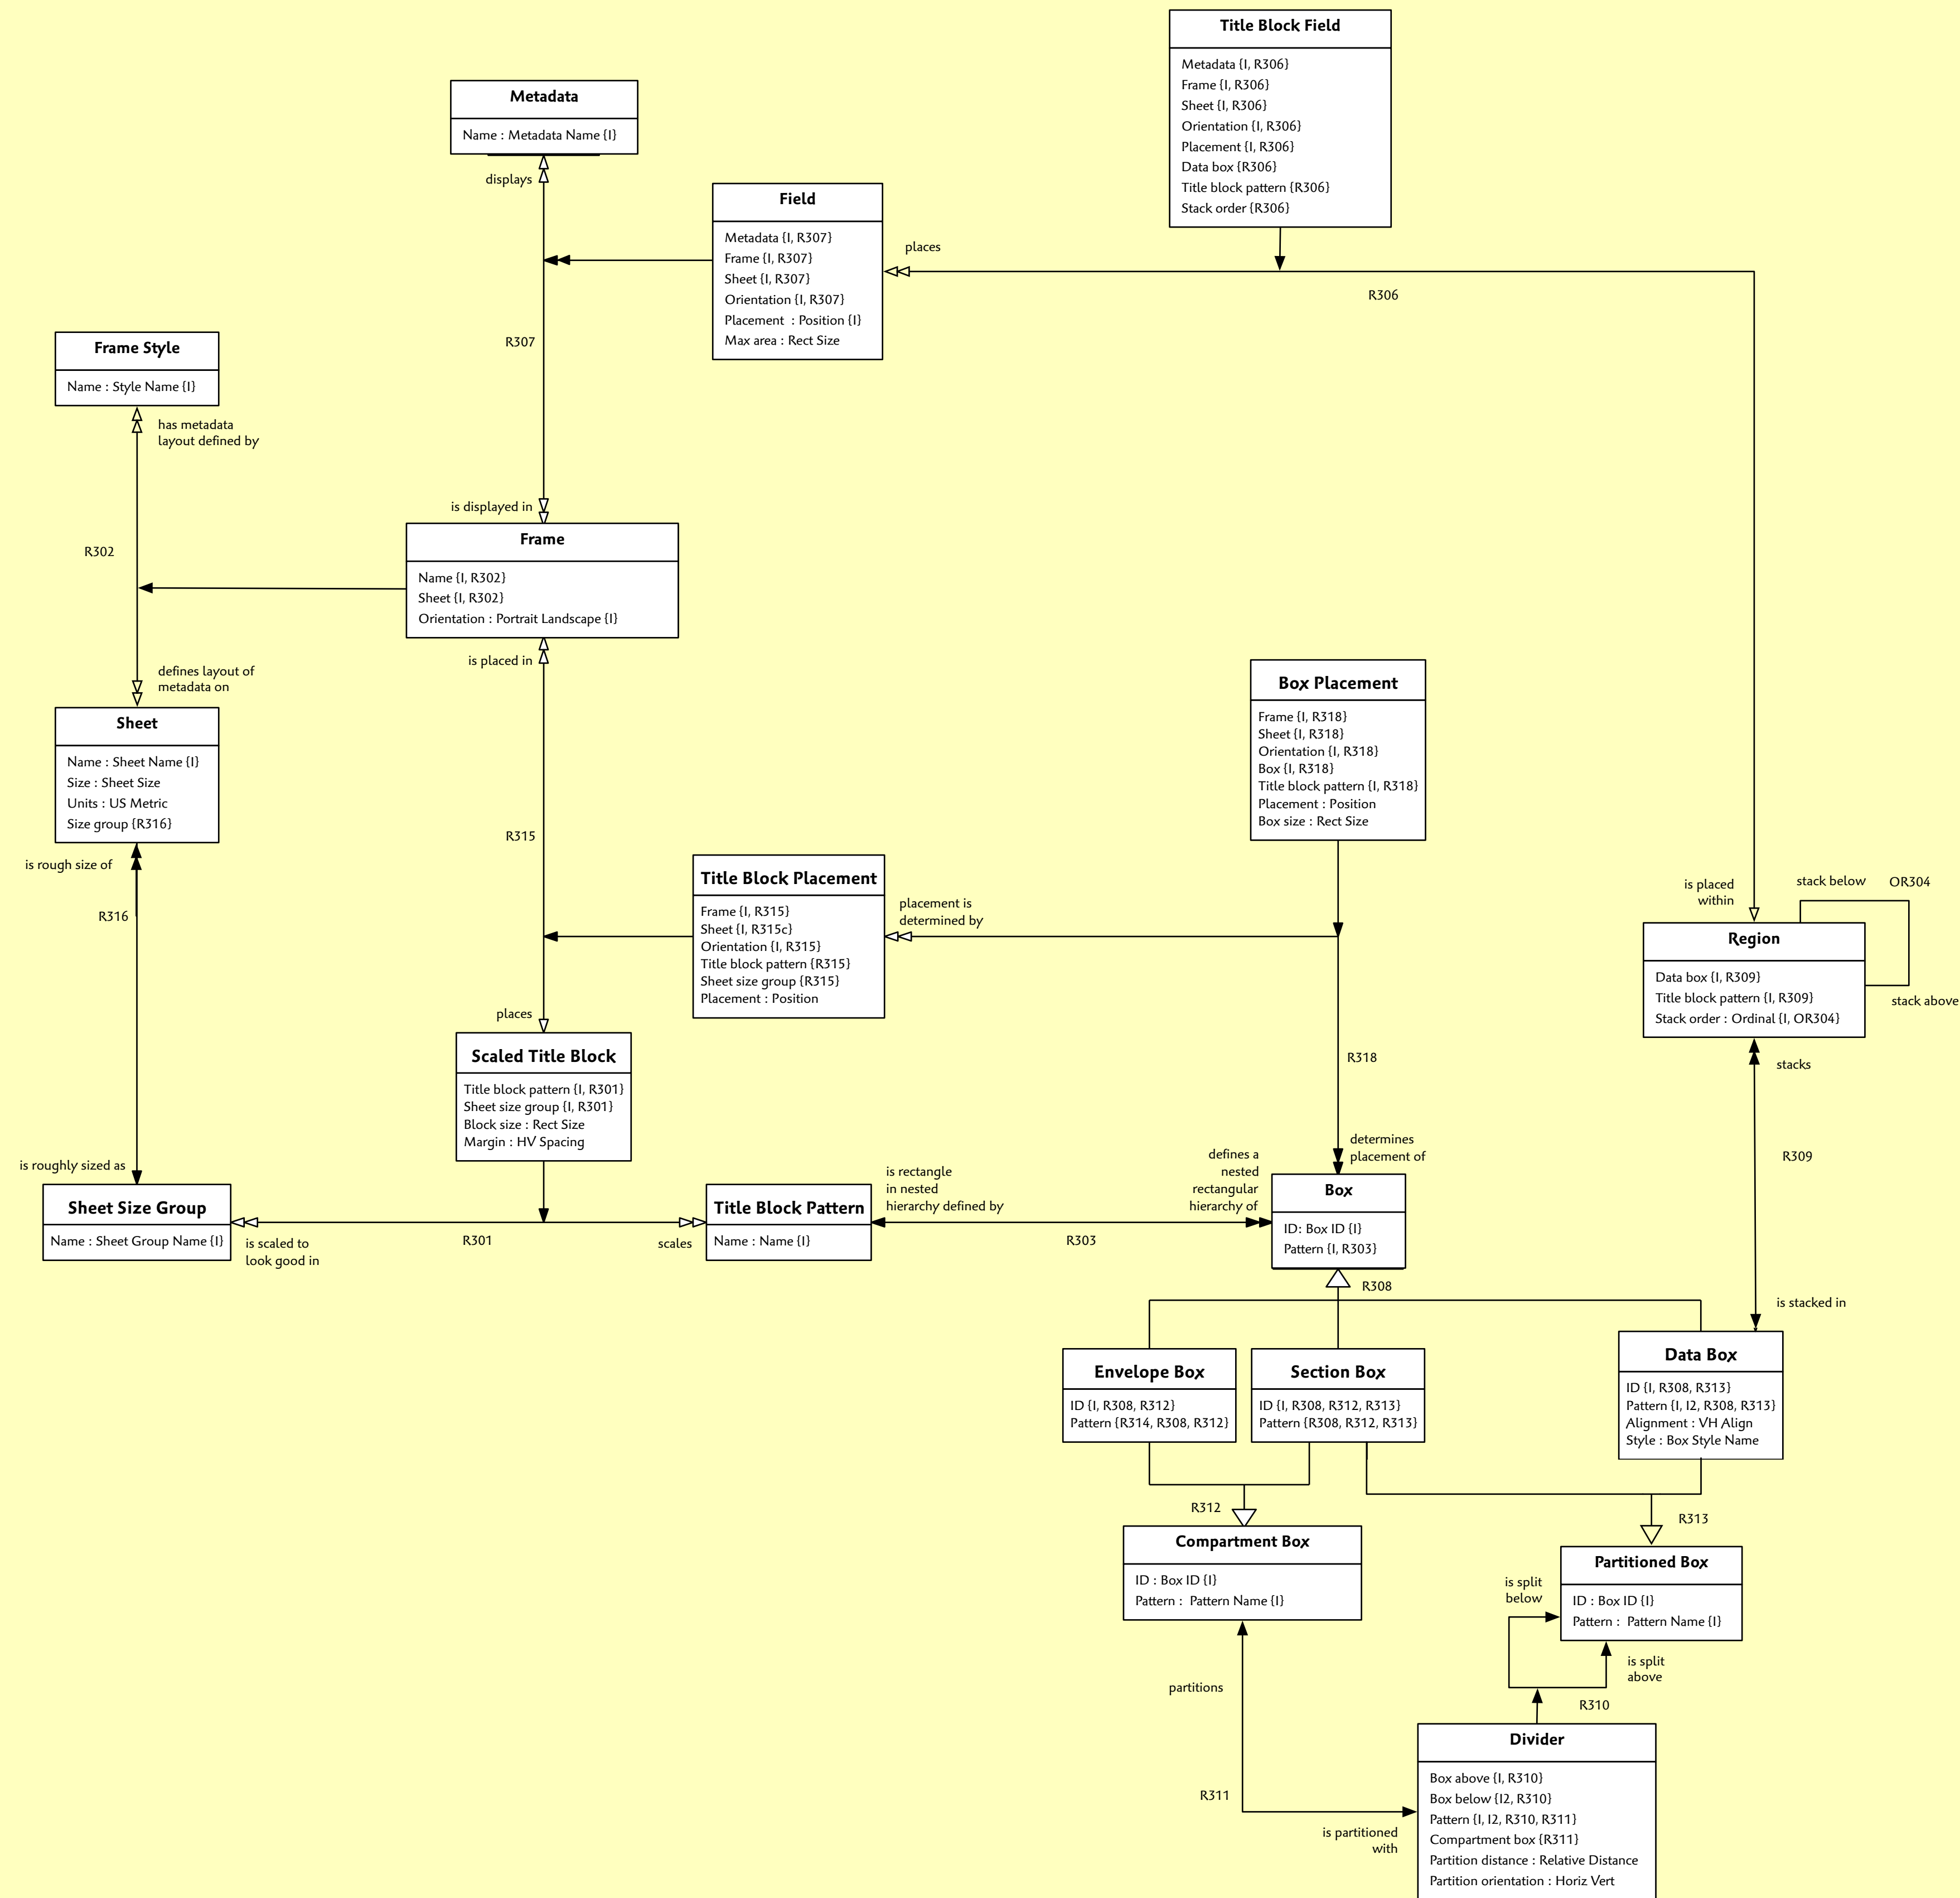 Title Block Field
Metadata {I, R306}
Frame {I, R306}
Sheet {I, R306}
Orientation {I, R306}
Placement {I, R306}
Data box {R306}
Title block pattern {R306}
Stack order {R306}
Metadata
Name : Metadata Name {I}
displays
Field
Metadata {I, R307}
Frame {I, R307}
Sheet {I, R307}
Orientation {I, R307}
Placement : Position {I}
Max area : Rect Size
places
R306
R307
Frame Style
Name : Style Name {I}
has metadata
layout defined by
is displayed in
R302
Frame
Name {I, R302}
Sheet {I, R302}
Orientation : Portrait Landscape {I}
is placed in
defines layout of
metadata on
Sheet
Name : Sheet Name {I}
Size : Sheet Size
Units : US Metric
Size group {R316}
is rough size of
R316
R315
Box Placement
Frame {I, R318}
Sheet {I, R318}
Orientation {I, R318}
Box {I, R318}
Title block pattern {I, R318}
Placement : Position
Box size : Rect Size
Title Block Placement
Frame {I, R315}
Sheet {I, R315c}
Orientation {I, R315}
Title block pattern {R315}
Sheet size group {R315}
Placement : Position
placement is
determined by
is placed
within
stack below
OR304
Region
Data box {I, R309}
Title block pattern {I, R309}
Stack order : Ordinal {I, OR304}
stack above
stacks
places
Scaled Title Block
Title block pattern {I, R301}
Sheet size group {I, R301}
Block size : Rect Size
Margin : HV Spacing
R318
R309
is roughly sized as
Sheet Size Group
Name : Sheet Group Name {I}
is scaled to
look good in
R301
scales
Title Block Pattern
Name : Name {I}
is rectangle
in nested
hierarchy defined by
R303
defines a
nested
rectangular
hierarchy of
determines
placement of
Box
ID: Box ID {I}
Pattern {I, R303}
R308
is stacked in
Envelope Box
ID {I, R308, R312}
Pattern {R314, R308, R312}
Section Box
ID {I, R308, R312, R313}
Pattern {R308, R312, R313}
Data Box
ID {I, R308, R313}
Pattern {I, I2, R308, R313}
Alignment : VH Align
Style : Box Style Name
R312
R313
Compartment Box
ID : Box ID {I}
Pattern : Pattern Name {I}
Partitioned Box
ID : Box ID {I}
Pattern : Pattern Name {I}
is split
below
is split
above
R310
partitions
R311
is partitioned
with
Divider
Box above {I, R310}
Box below {I2, R310}
Pattern {I, I2, R310, R311}
Compartment box {R311}
Partition distance : Relative Distance
Partition orientation : Horiz Vert